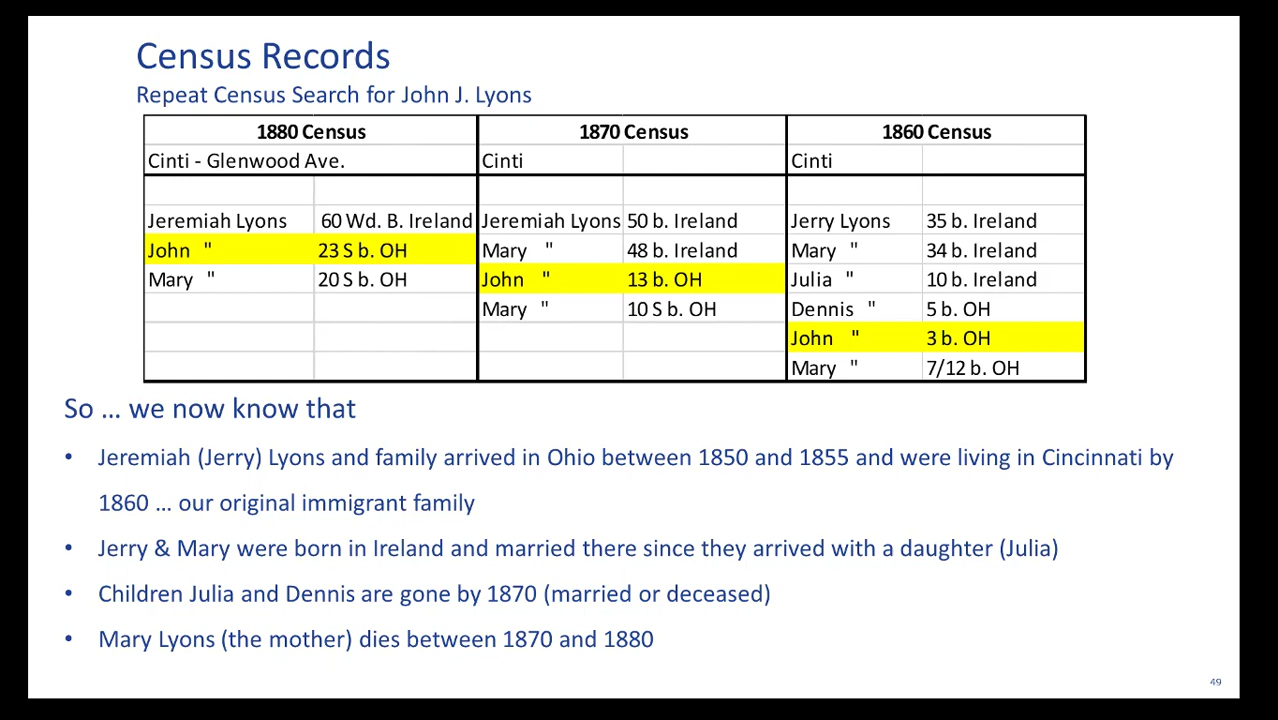 Census Records
Repeat Census Search for John J. Lyons
1880 Census 1870 Census 1860 Census
Cinti - Glenwood Ave. Cinti Cinti
Jeremiah Lyons 60 Wd. B. Ireland Jeremiah Lyons 50 b. Ireland Jerry Lyons 35 b. Ireland
John " 23 S b. OH Mary " 48 b. Ireland Mary " 34 b. Ireland
Mary " 20 S b. OH John " 13 b. OH Julia " 10 b. Ireland
Mary " 10 S b. OH Dennis " 5 b. OH
John " 3 b. OH
Mary " 7/12 b. OH
So ... we now know that
• Jeremiah (Jerry) Lyons and family arrived in Ohio between 1850 and 1855 and were living in Cincinnati by
1860 ... our original immigrant family
• Jerry & Mary were born in Ireland and married there since they arrived with a daughter (Julia)
• Children Julia and Dennis are gone by 1870 (married or deceased)
• Mary Lyons (the mother) dies between 1870 and 1880
49